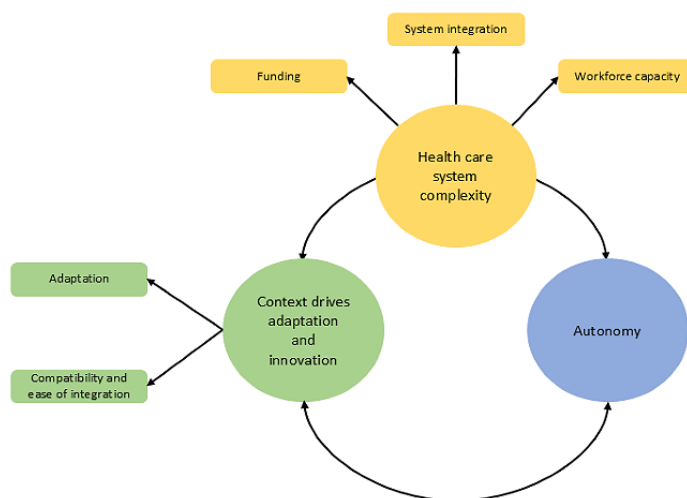 System integration
Funding
Workforce capacity
Health care
system
complexity
Adaptation
Context drives
adaptation
and
innovation
Autonomy
Compatibility and
ease of integration